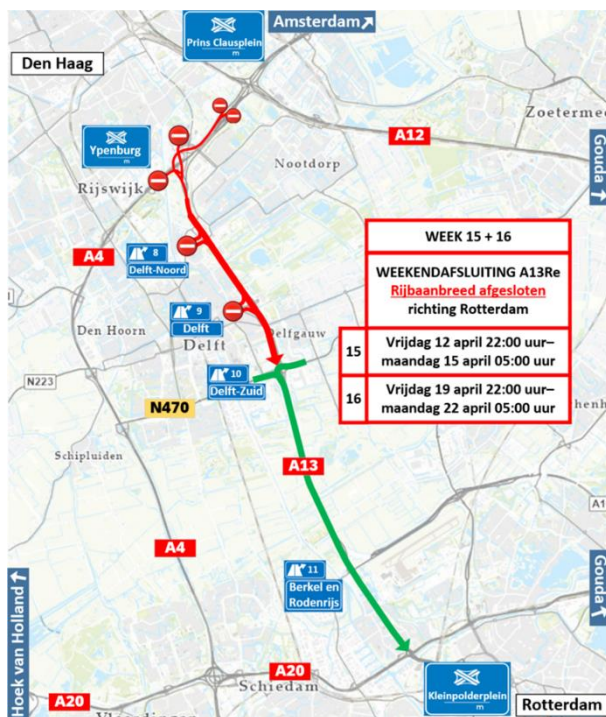 Amsterdam
Prins Clausplein
m
Den Haag
Zoeterme
A12
Ypenburg
m
Nootdorp
Gouda
Rijswijk
A4
8
Delft-Noord
WEEK 15 + 16
WEEKENDAFSLUITING A13Re
Rijbaanbreed afgesloten
richting Rotterdam
15
Vrijdag 12 april 22:00 uur–
maandag 15 april 05:00 uur
16
Vrijdag 19 april 22:00 uur–
maandag 22 april 05:00 uur
9
Delft
Den Hoorn
Delft
Delfgauw
10
Delft-Zuid
N223
N470
Schipluiden
A13
A4
11
Berkel en
Rodenrijs
Hoek van Holland
Gouda
A20
Schiedam
A20
Kleinpolderplein
m
Rotterdam